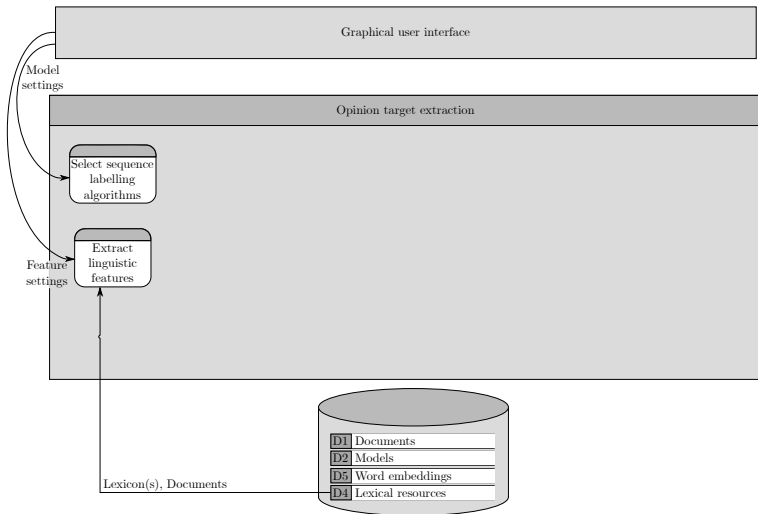 Graphical user interface
Model
settings
Opinion target extraction
Select sequence
labelling
algorithms
Extract
linguistic
features
Feature
settings
D1 Documents
D2 Models
D5 Word embeddings
D4 Lexical resources
Lexicon(s), Documents